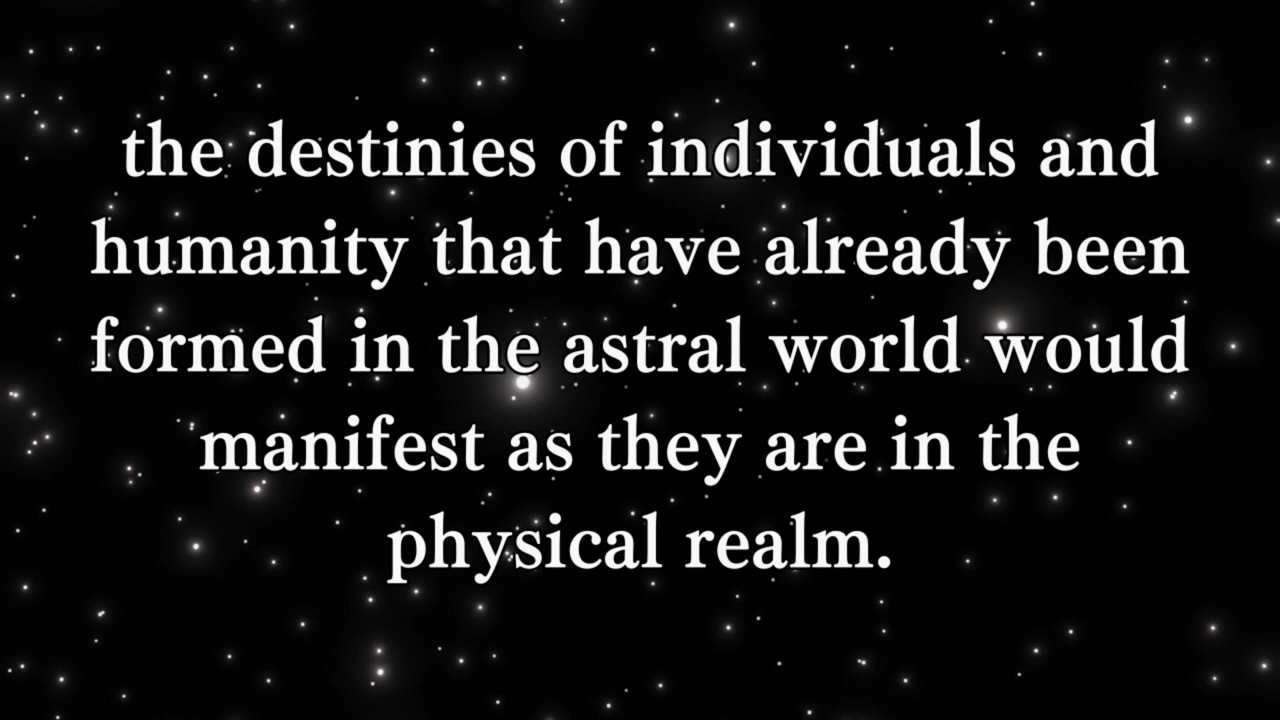 the destinies of individuals and
humanity that have already been
formed in the astral world would
manifest as they are in the
physical realm.